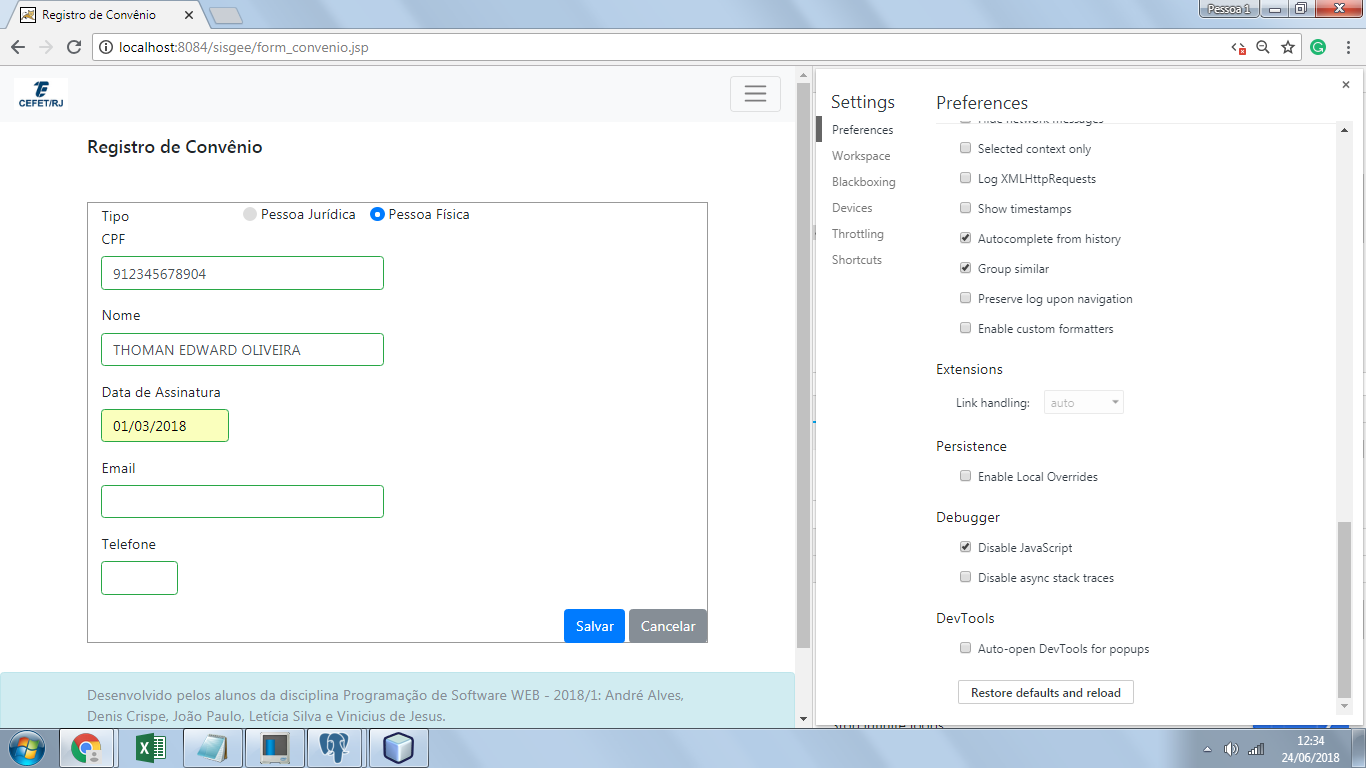 Registro de Convênio
Pessoa 1
localhost:8084/sisgee/form_convenio.jsp
CEFET/RJ
Registro de Convênio
Tipo
Pessoa Jurídica
Pessoa Física
CPF
912345678904
Nome
THOMAN EDWARD OLIVEIRA
Data de Assinatura
01/03/2018
Email
Telefone
Salvar
Cancelar
Desenvolvido pelos alunos da disciplina Programação de Software WEB - 2018/1: André Alves,
Denis Crispe, João Paulo, Letícia Silva e Vinicius de Jesus.
Settings
Preferences
Workspace
Blackboxing
Devices
Throttling
Shortcuts
Preferences
Hide network messages
Selected context only
Log XMLHttpRequests
Show timestamps
Autocomplete from history
Group similar
Preserve log upon navigation
Enable custom formatters
Extensions
Link handling:
auto
Persistence
Enable Local Overrides
Debugger
Disable JavaScript
Disable async stack traces
DevTools
Auto-open DevTools for popups
Restore defaults and reload
12:34
24/06/2018